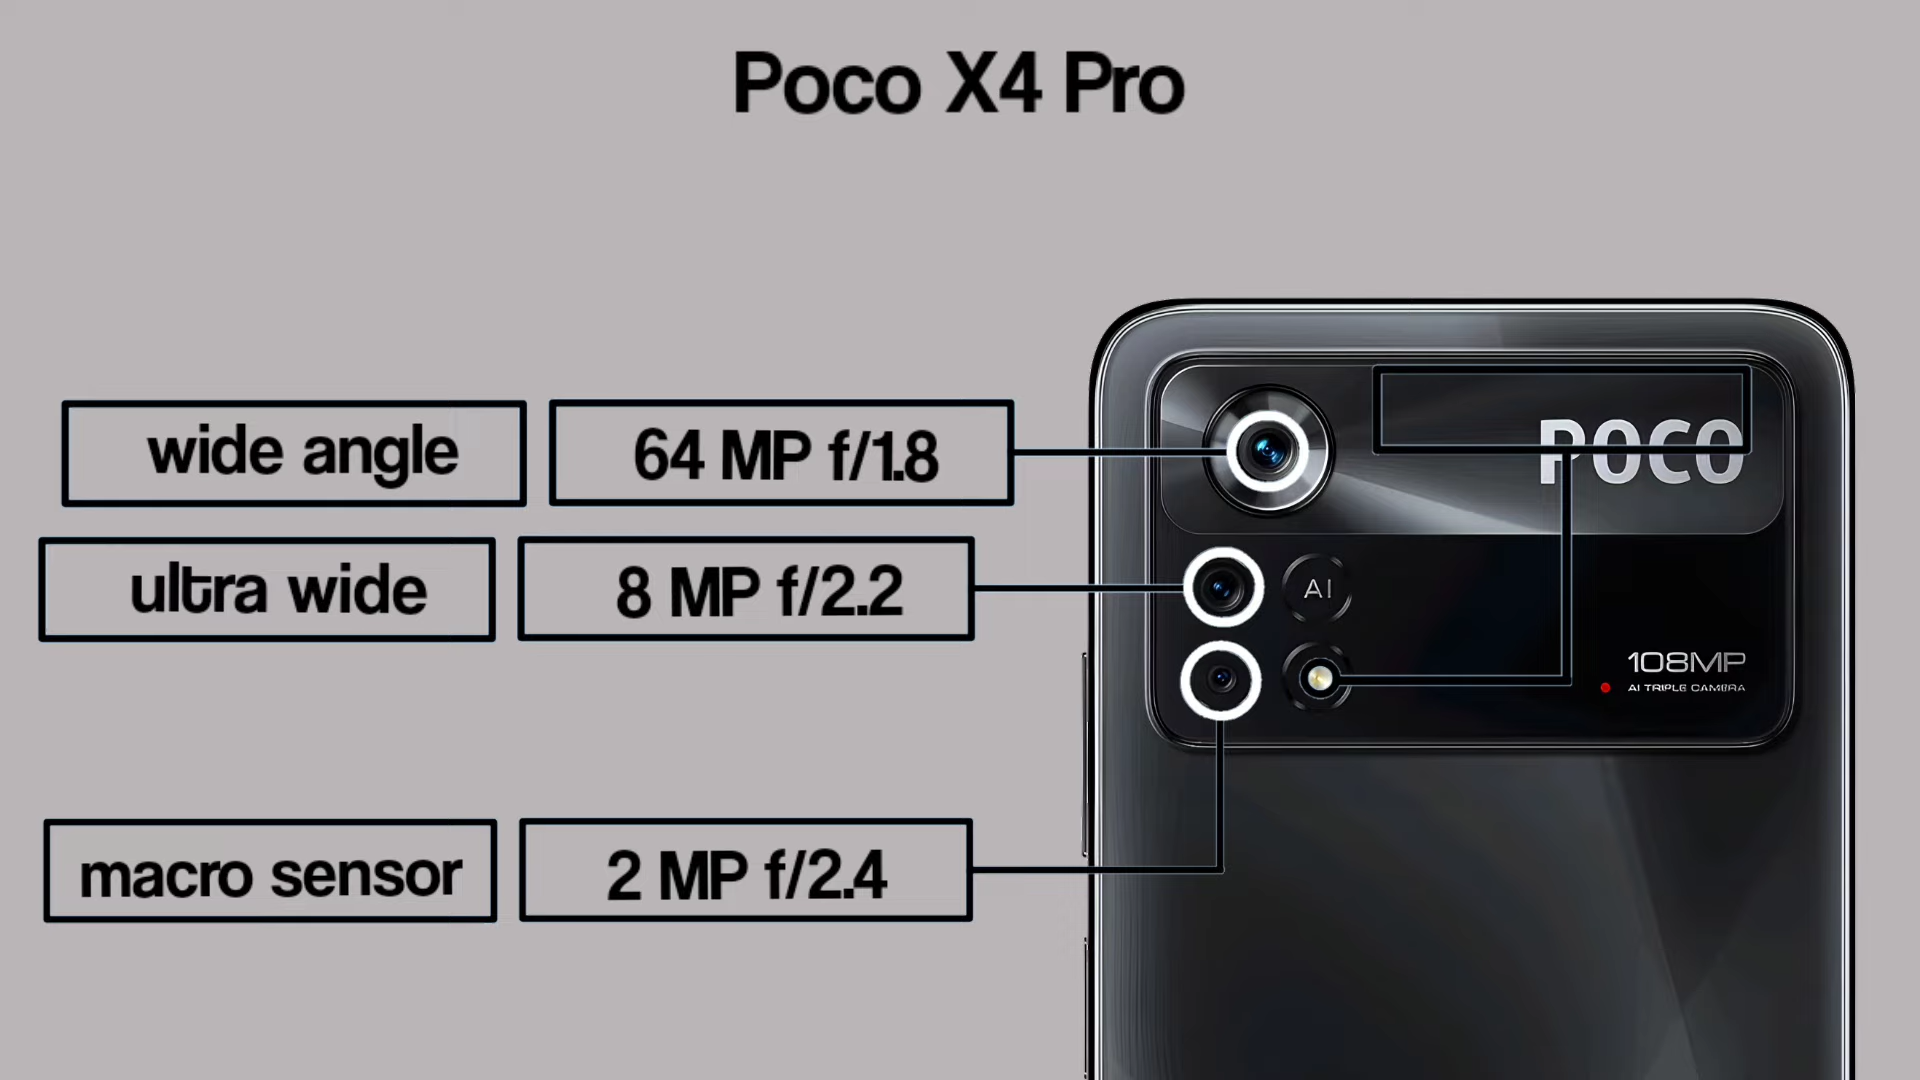 Poco X4 Pro
wide angle
64 MP f/1.8
POCO
ultra wide
8 MP f/2.2
AI
108MP
AI TRIPLE CAMERA
macro sensor
2 MP f/2.4